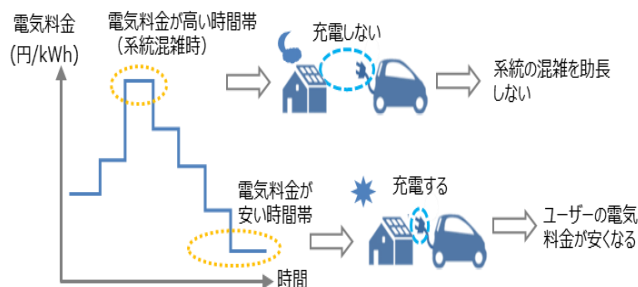 電気料金
(円/kWh)
電気料金が高い時間帯
（系統混雑時）
充電しない
系統の混雑を助長
しない
電気料金が
安い時間帯
充電する
ユーザーの電気
料金が安くなる
時間